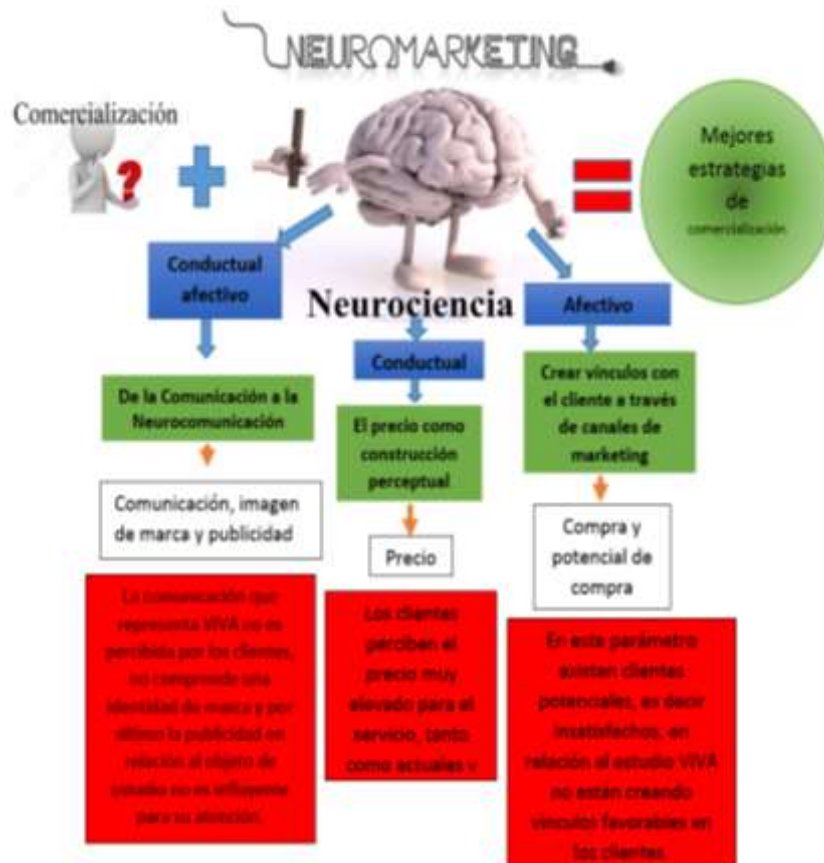 NEUROMARKETING
Comercialización
Mejores
estrategias
de
comercialización
Neurociencia
Conductual
afectivo
De la Comunicación a la
Neurocomunicación
Comunicación, imagen
de marca y publicidad
La comunicación que
representa VIVA no es
percibida por los clientes,
no comprende una
identidad de marca y por
último la publicidad en
relación al objeto de
estudio no es influyente
para su atención.
Conductual
El precio como
construcción
perceptual
Precio
Los clientes
perciben el
precio muy
elevado para el
servicio, tanto
como actuales y
Afectivo
Crear vínculos con
el cliente a través
de canales de
marketing
Compra y
potencial de
compra
En este parámetro
existen clientes
potenciales, es decir
insatisfechos, en
relación al estudio VIVA
no están creando
vínculos favorables en
los clientes.